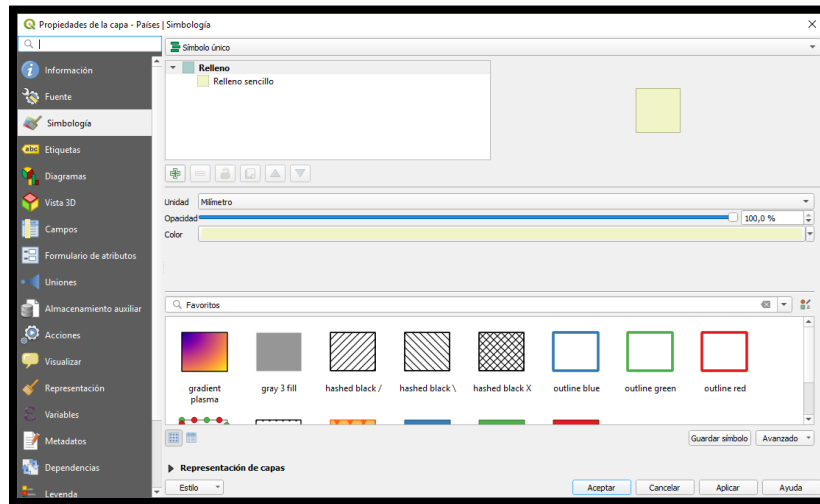 Propiedades de la capa - Países | Simbología
Información
Fuente
Simbología
abc Etiquetas
Diagramas
Vista 3D
Campos
Formulario de atributos
Uniones
Almacenamiento auxiliar
Acciones
Visualizar
Representación
Variables
Metadatos
Dependencias
Leyenda
Símbolo único
Relleno
Relleno sencillo
Unidad Milímetro
Opacidad 100,0 %
Color
Favoritos
gradient plasma
gray 3 fill
hashed black /
hashed black \
hashed black X
outline blue
outline green
outline red
Guardar símbolo Avanzado
Representación de capas
Estilo Aceptar Cancelar Aplicar Ayuda